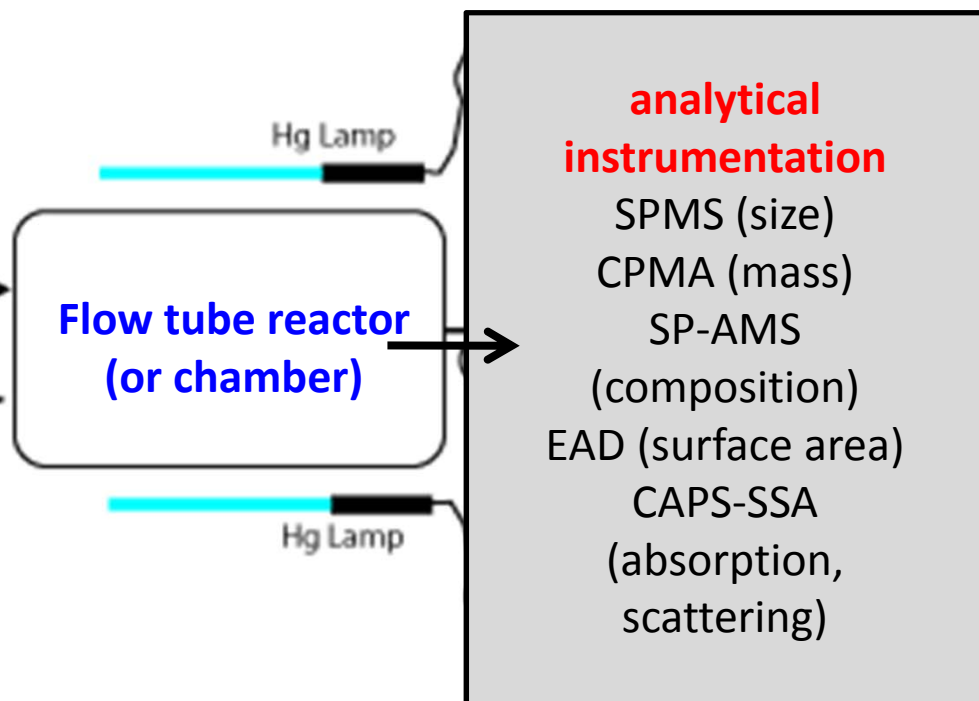 Hg Lamp
Flow tube reactor
(or chamber)
Hg Lamp
analytical
instrumentation
SPMS (size)
CPMA (mass)
SP-AMS
(composition)
EAD (surface area)
CAPS-SSA
(absorption,
scattering)